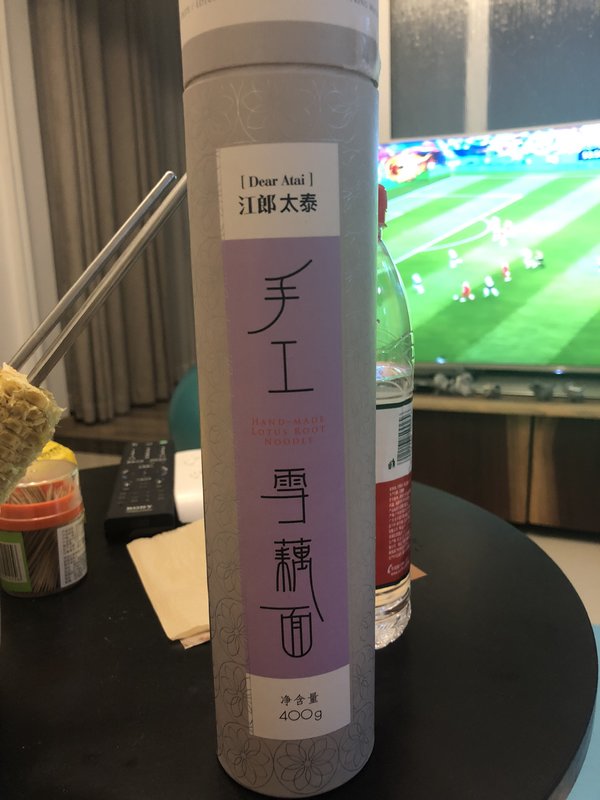 [ Dear Atai ]
江郎太泰
手工
HAND-MADE
LOTUS ROOT
NOODLE
雪藕面
净含量
400g